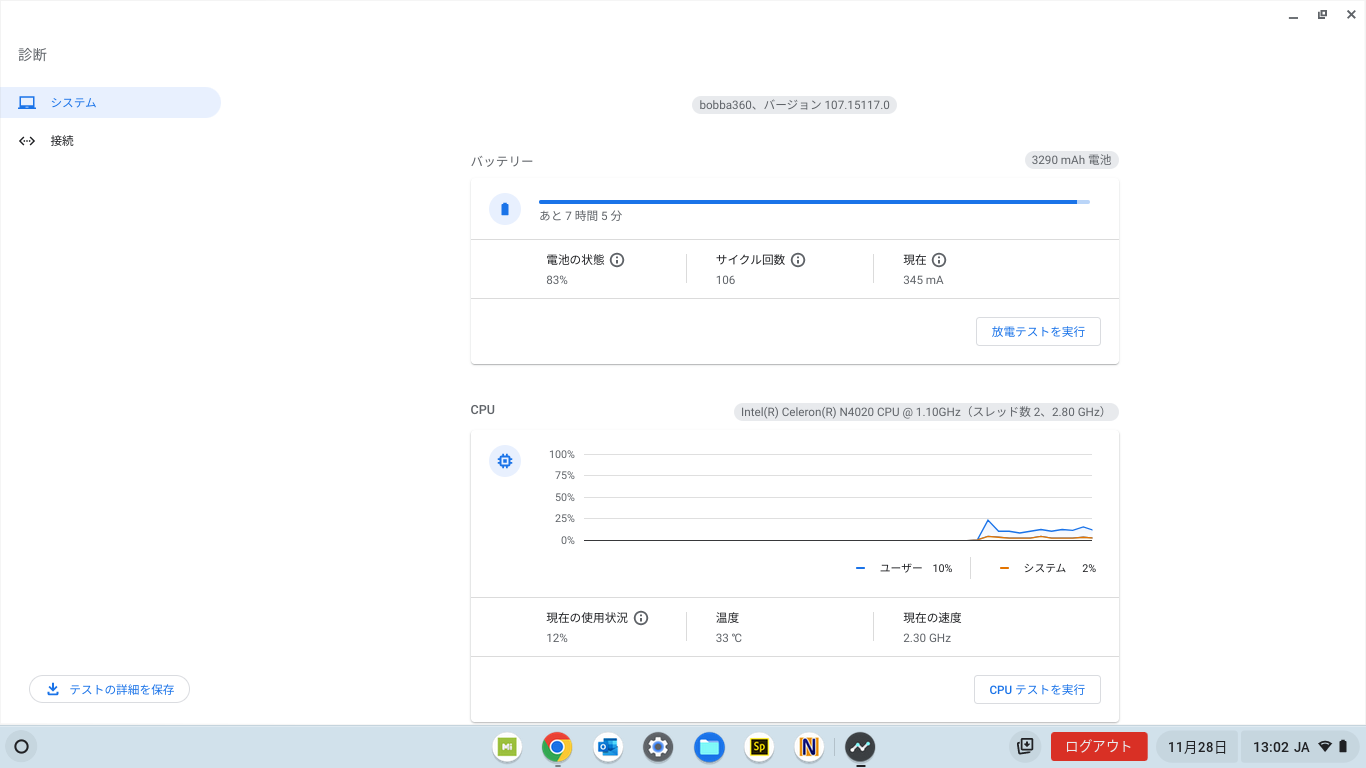 診断
システム
接続
bobba360、バージョン 107.15117.0
バッテリー
3290 mAh 電池
あと 7 時間 5 分
電池の状態
83%
サイクル回数
106
現在
345 mA
放電テストを実行
CPU
Intel(R) Celeron(R) N4020 CPU @ 1.10GHz（スレッド数 2、2.80 GHz）
100%
75%
50%
25%
0%
ユーザー 10%
システム 2%
現在の使用状況
12%
温度
33 ℃
現在の速度
2.30 GHz
CPU テストを実行
テストの詳細を保存
Mi
Sp
N
ログアウト
11月28日
13:02 JA